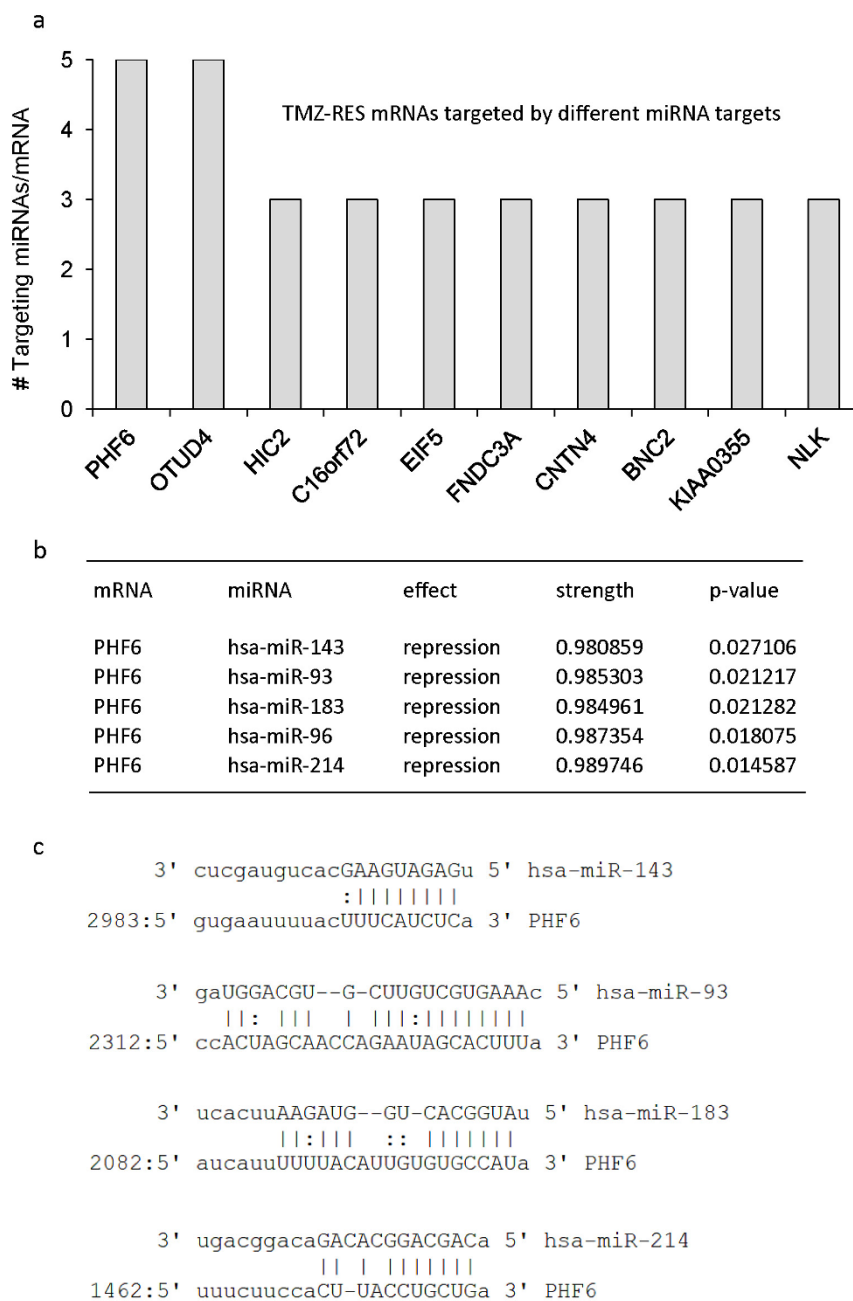 a
# Targeting miRNAs/mRNA
5
4
3
2
1
0
TMZ-RES mRNAs targeted by different miRNA targets
PHF6 OTUD4 HIC2 C16orf72 EIF5 FNDC3A CNTN4 BNC2 KIAA0355 NLK
b
mRNA miRNA effect strength p-value
PHF6 hsa-miR-143 repression 0.980859 0.027106
PHF6 hsa-miR-93 repression 0.985303 0.021217
PHF6 hsa-miR-183 repression 0.984961 0.021282
PHF6 hsa-miR-96 repression 0.987354 0.018075
PHF6 hsa-miR-214 repression 0.989746 0.014587
c
3' cucgaugucacGAAGUAGAGu 5' hsa-miR-143
:||||||||
2983:5' gugaauuuuacUUUCAUCUCa 3' PHF6
3' gaUGGACGU--G-CUUGUCGUGAAAc 5' hsa-miR-93
||: ||| | |||:||||||||
2312:5' ccACUAGCAACCAGAAUAGCACUUUa 3' PHF6
3' ucacuuAAGAUG--GU-CACGGUAu 5' hsa-miR-183
||:||| :: |||||||
2082:5' aucauuUUUUACAUUGUGUGCCAUa 3' PHF6
3' ugacggacaGACACGGACGACa 5' hsa-miR-214
|| | |||||||
1462:5' uuucuuccaCU-UACCUGCUGa 3' PHF6